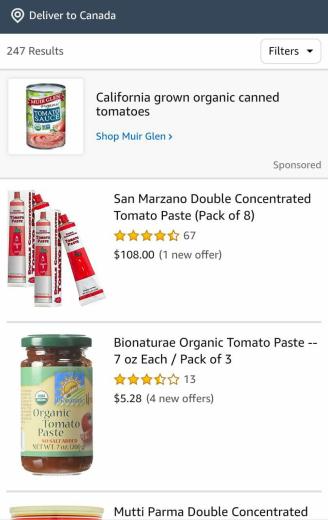 Deliver to Canada
247 Results
Filters
MUIR GLEN
Organic
TOMATO
SAUCE
California grown organic canned
tomatoes
Shop Muir Glen
Sponsored
San Marzano Double Concentrated
Tomato Paste (Pack of 8)
67
$108.00 (1 new offer)
Bionaturae Organic Tomato Paste --
7 oz Each / Pack of 3
13
$5.28 (4 new offers)
Organic
Tomato
Paste
NO SALT ADDED
NET WT. 7 oz. (200g)
Mutti Parma Double Concentrated